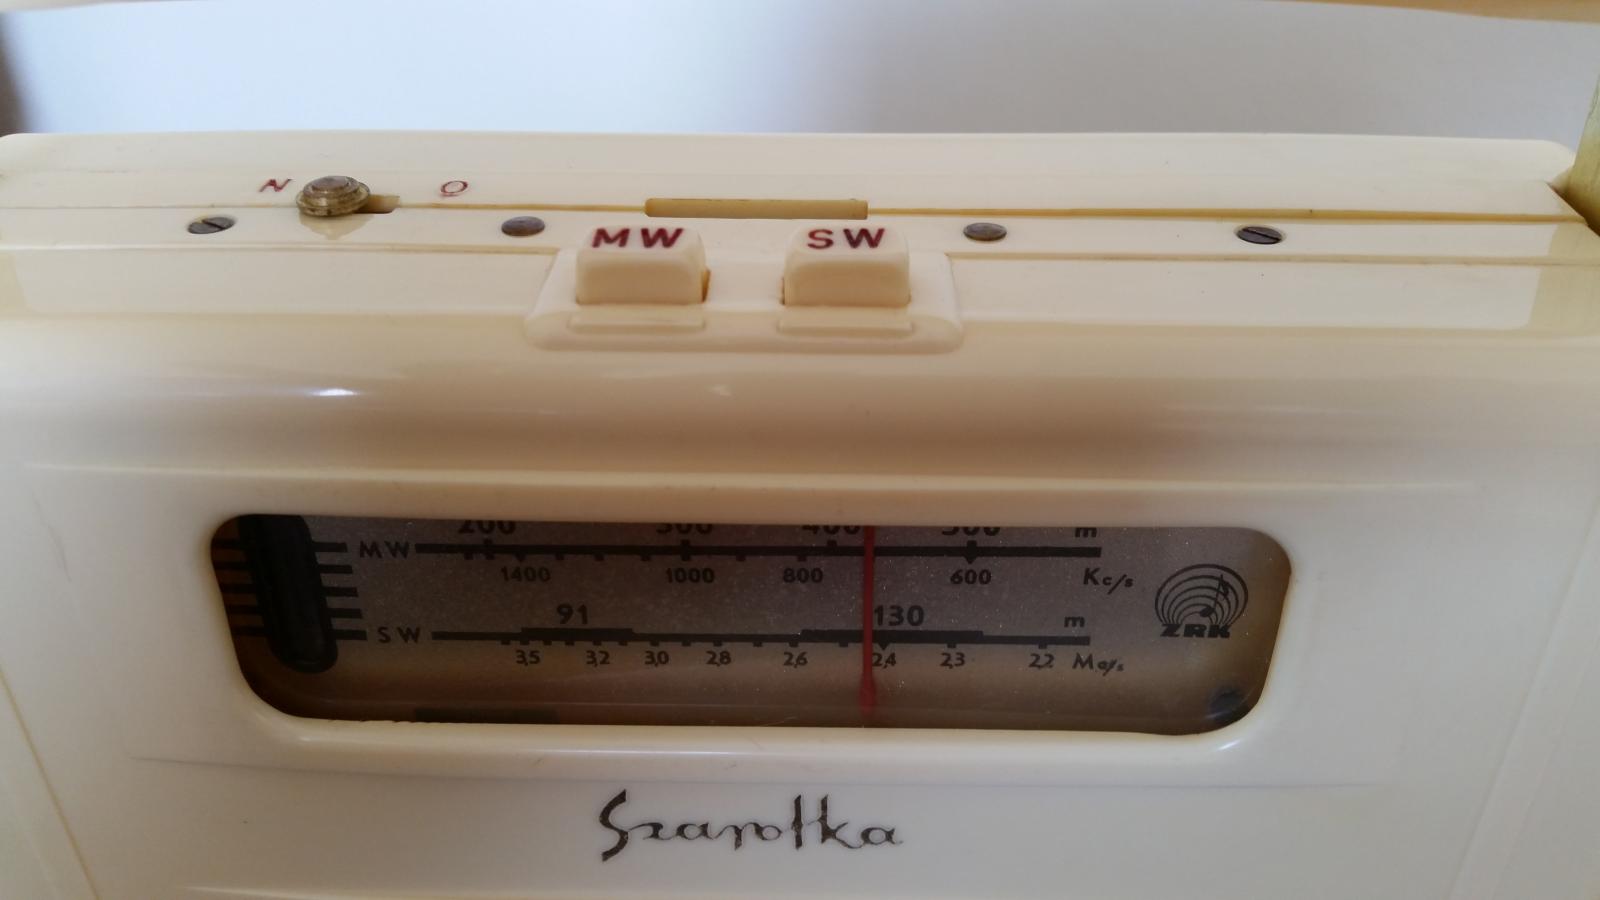 N O
MW SW
200 300 400 500 m
MW
1400 1000 800 600 Kc/s
91 130 m
SW
3,5 3,2 3,0 2,8 2,6 2,4 2,3 2,2 Mc/s
ZRK
Szarotka